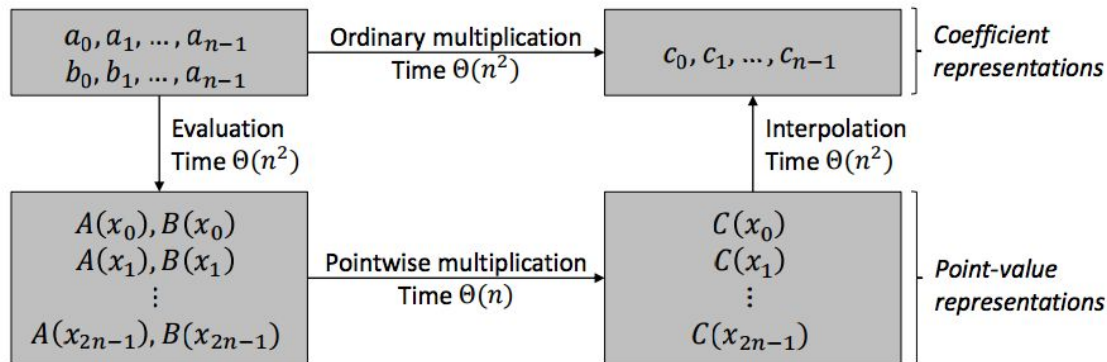 a₀, a₁, …, aₙ₋₁
b₀, b₁, …, aₙ₋₁
Ordinary multiplication
Time Θ(n²)
c₀, c₁, …, cₙ₋₁
Coefficient
representations
Evaluation
Time Θ(n²)
Interpolation
Time Θ(n²)
A(x₀), B(x₀)
A(x₁), B(x₁)
⋮
A(x₂ₙ₋₁), B(x₂ₙ₋₁)
Pointwise multiplication
Time Θ(n)
C(x₀)
C(x₁)
⋮
C(x₂ₙ₋₁)
Point-value
representations